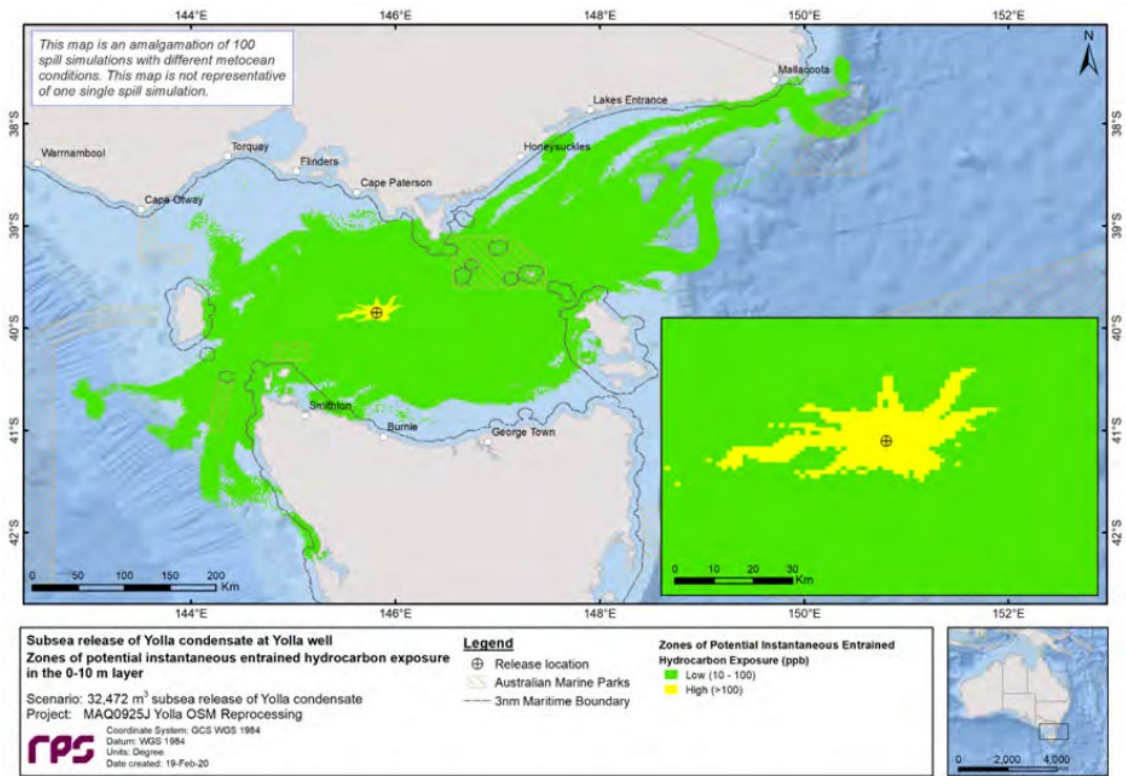 144°E 146°E 148°E 150°E 152°E
This map is an amalgamation of 100
spill simulations with different metocean
conditions. This map is not representative
of one single spill simulation.
N
Mallacoota
Lakes Entrance
38°S 38°S
Warrnambool
Torquay
Flinders
Honeysuckles
Cape Paterson
Cape Otway
39°S 39°S
40°S 40°S
Smithton
Burnie
George Town
41°S 41°S
42°S 42°S
0 50 100 150 200
Km
0 10 20 30
Km
144°E 146°E 148°E 150°E 152°E
Subsea release of Yolla condensate at Yolla well
Zones of potential instantaneous entrained hydrocarbon exposure
in the 0-10 m layer
Scenario: 32,472 m³ subsea release of Yolla condensate
Project: MAQ0925J Yolla OSM Reprocessing
rps
Coordinate System: GCS WGS 1984
Datum: WGS 1984
Units: Degree
Date created: 19-Feb-20
Legend
Release location
Australian Marine Parks
3nm Maritime Boundary
Zones of Potential Instantaneous Entrained
Hydrocarbon Exposure (ppb)
Low (10 - 100)
High (>100)
0 2,000 4,000